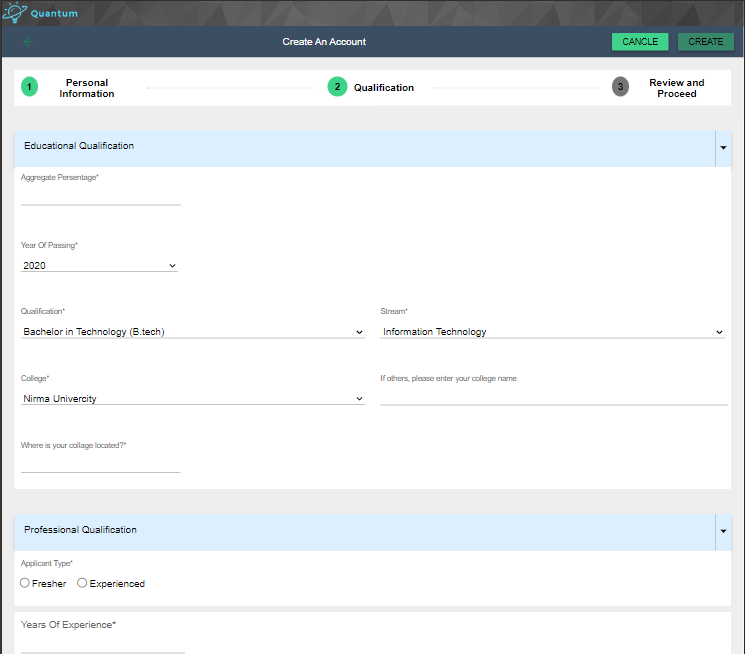 Quantum
Create An Account
CANCLE
CREATE
1
Personal
Information
2
Qualification
3
Review and
Proceed
Educational Qualification
Aggregate Persentage*
Year Of Passing*
2020
Qualification*
Stream*
Bachelor in Technology (B.tech)
Information Technology
College*
If others, please enter your college name
Nirma Univercity
Where is your collage located?*
Professional Qualification
Applicant Type*
Fresher
Experienced
Years Of Experience*